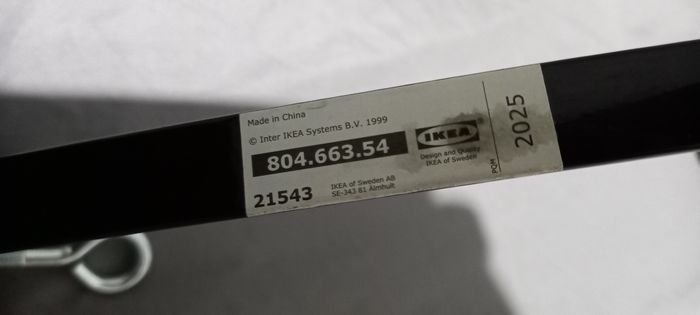 Made in China
© Inter IKEA Systems B.V. 1999
804.663.54
21543
IKEA of Sweden AB
SE-343 81 Älmhult
IKEA
Design and Quality
IKEA of Sweden
PQM
2025